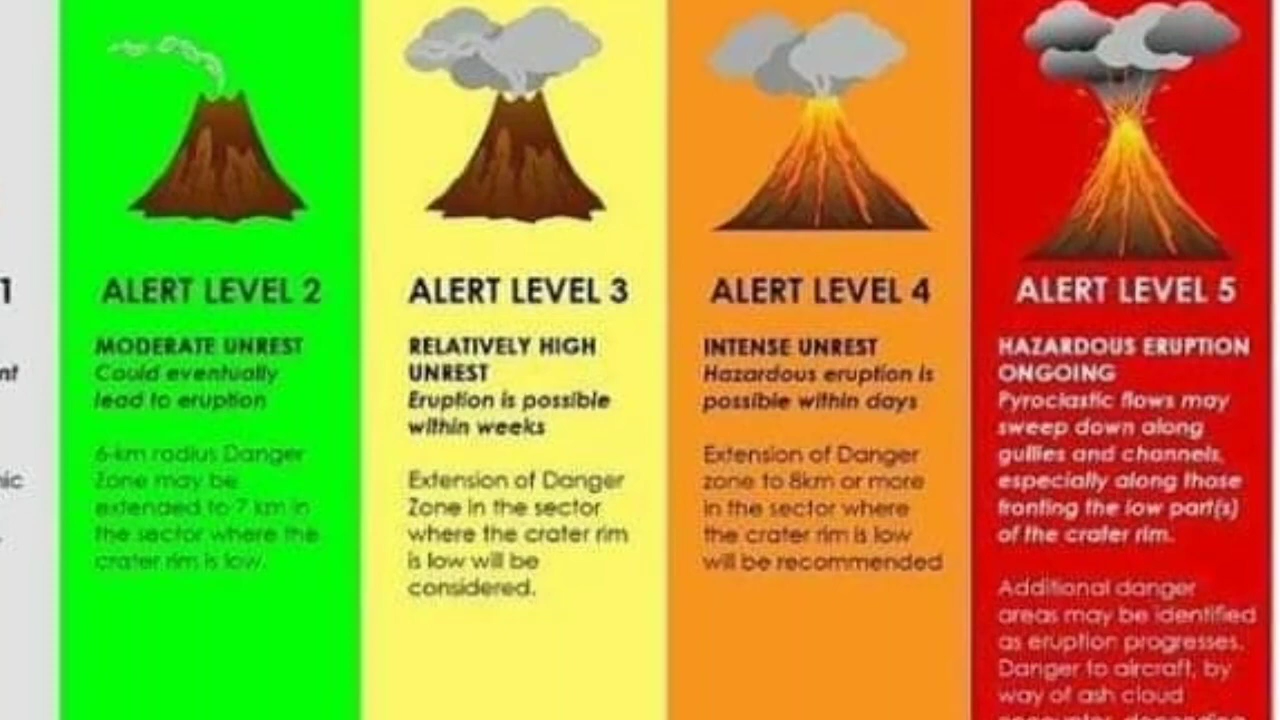 1
nt
ic
ALERT LEVEL 2
MODERATE UNREST
Could eventually
lead to eruption
6-km radius Danger
Zone may be
extended to 7 km in
the sector where the
crater rim is low.
ALERT LEVEL 3
RELATIVELY HIGH
UNREST
Eruption is possible
within weeks
Extension of Danger
Zone in the sector
where the crater rim
is low will be
considered.
ALERT LEVEL 4
INTENSE UNREST
Hazardous eruption is
possible within days
Extension of Danger
zone to 8km or more
in the sector where
the crater rim is low
will be recommended
ALERT LEVEL 5
HAZARDOUS ERUPTION
ONGOING
Pyroclastic flows may
sweep down along
gullies and channels,
especially along those
fronting the low part(s)
of the crater rim.
Additional danger
areas may be identified
as eruption progresses.
Danger to aircraft, by
way of ash cloud